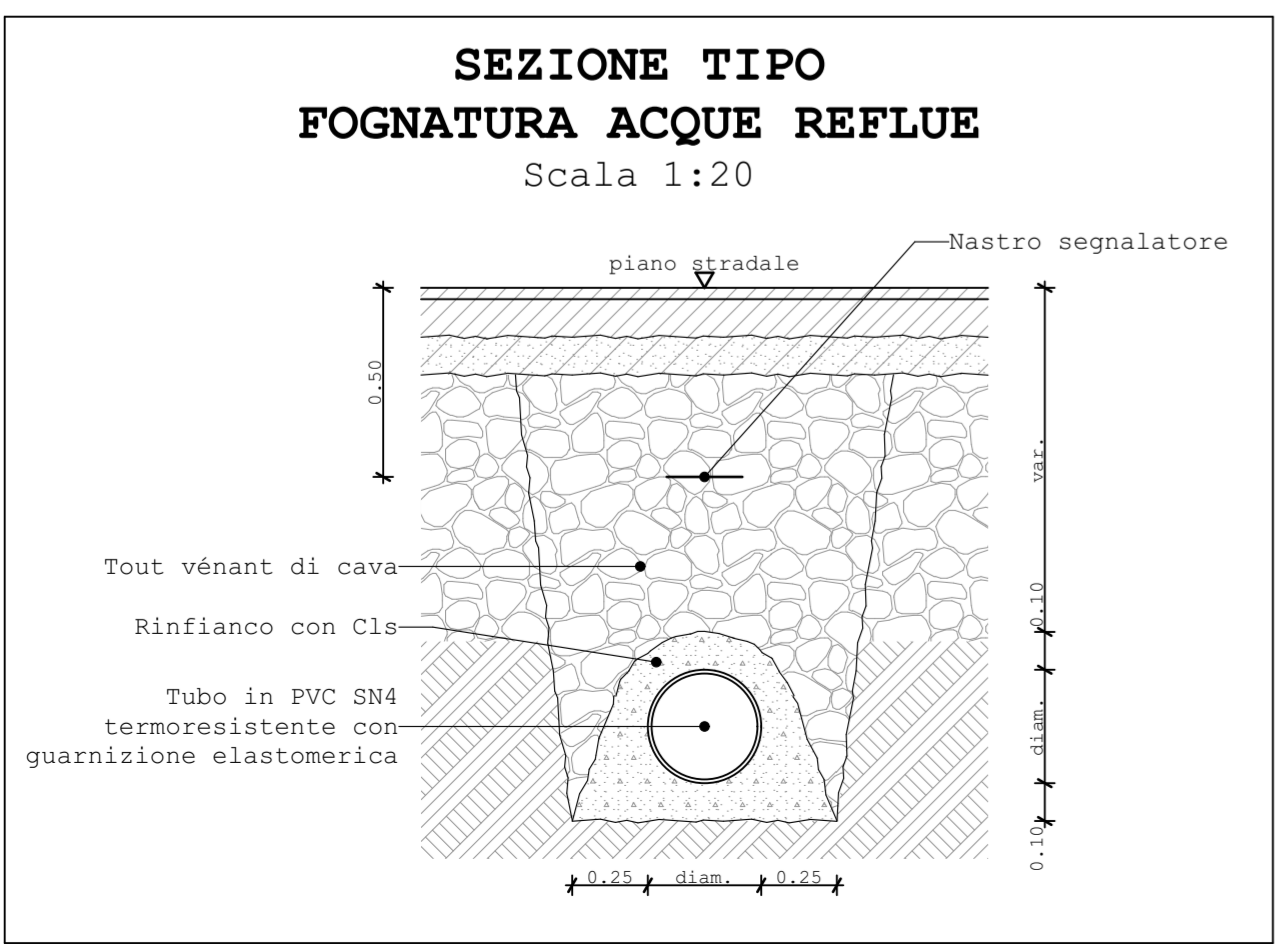 SEZIONE TIPO
FOGNATURA ACQUE REFLUE
Scala 1:20
Nastro segnalatore
piano stradale
0.50
var.
Tout vénant di cava
0.10
Rinfianco con Cls
Tubo in PVC SN4
termoresistente con
guarnizione elastomerica
diam.
0.10
0.25
diam.
0.25